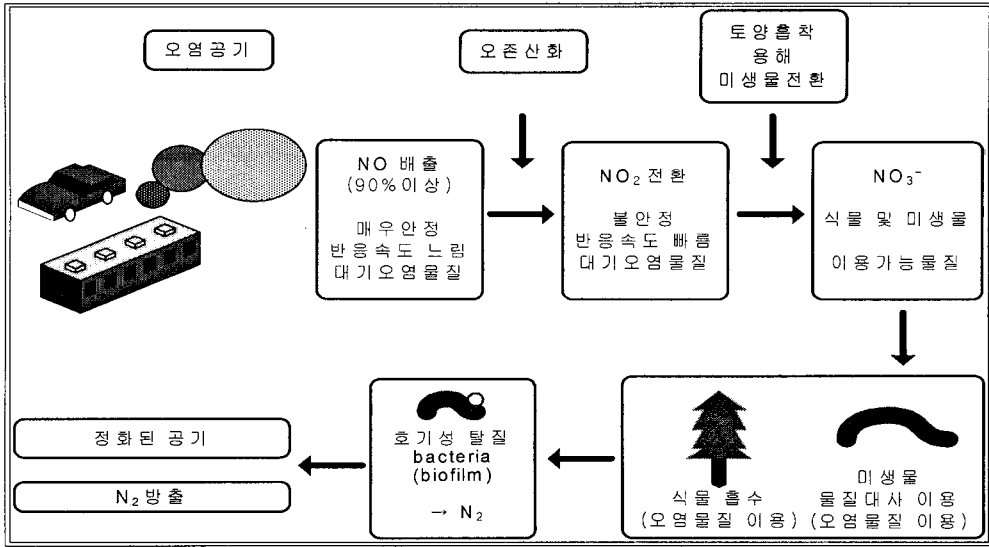 오염공기
오존산화
토양흡착
용해
미생물전환
NO 배출
(90%이상)
매우안정
반응속도 느림
대기오염물질
NO₂전환
불안정
반응속도 빠름
대기오염물질
NO₃⁻
식물 및 미생물
이용가능물질
식물 흡수
(오염물질 이용)
미생물
물질대사 이용
(오염물질 이용)
호기성 탈질
bacteria
(biofilm)
→ N₂
정화된 공기
N₂방출